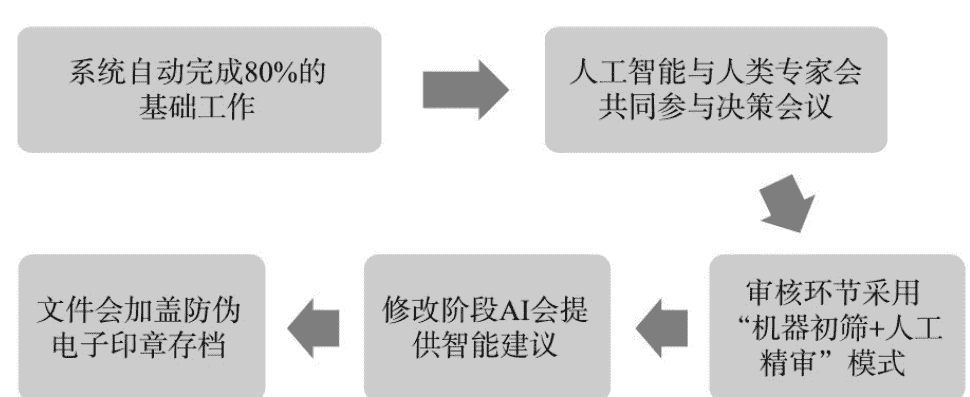 系统自动完成80%的
基础工作
人工智能与人类专家会
共同参与决策会议
审核环节采用
“机器初筛+人工
精审”模式
修改阶段AI会提
供智能建议
文件会加盖防伪
电子印章存档